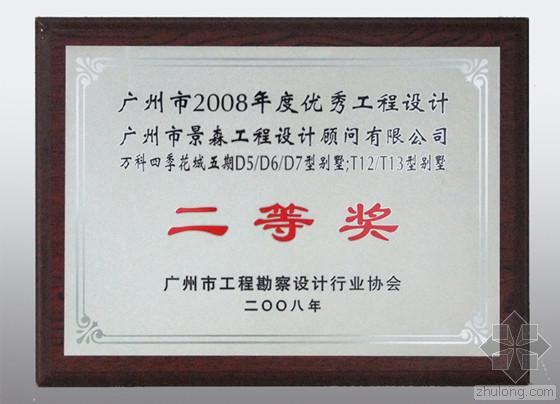 广州市2008年度优秀工程设计
广州市景森工程设计顾问有限公司
万科四季花城五期D5/D6/D7型别墅;T12/T13型别墅
二等奖
广州市工程勘察设计行业协会
二〇〇八年
zhulong.com